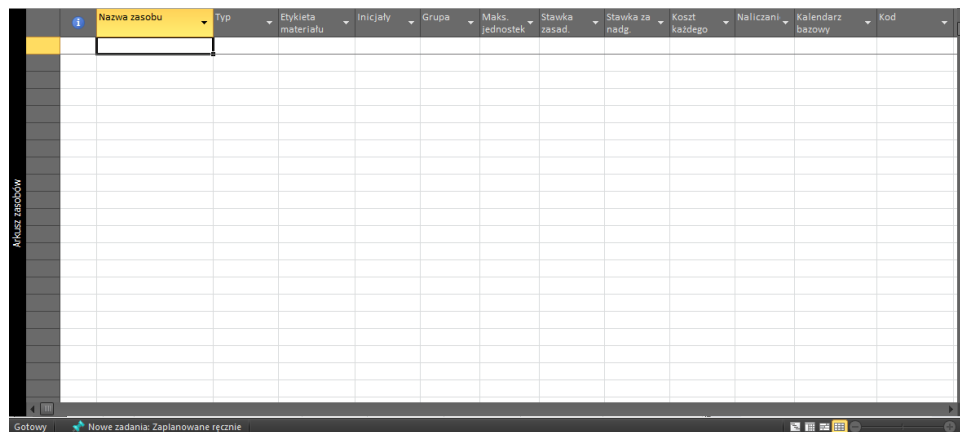 Nazwa zasobu
Typ
Etykieta
materiału
Inicjały
Grupa
Maks.
jednostek
Stawka
zasad.
Stawka za
nadg.
Koszt
każdego
Naliczani
Kalendarz
bazowy
Kod
Arkusz zasobów
Gotowy
Nowe zadania: Zaplanowane ręcznie